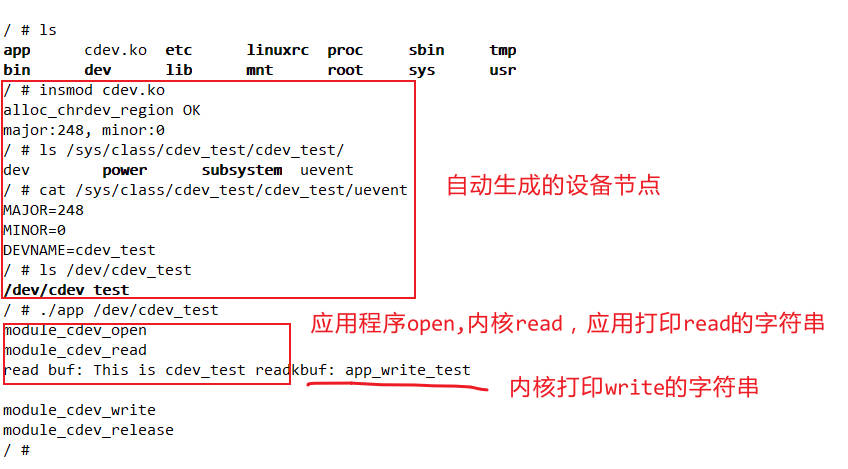 / # ls
app cdev.ko etc linuxrc proc sbin tmp
bin dev lib mnt root sys usr
/ # insmod cdev.ko
alloc_chrdev_region OK
major:248, minor:0
/ # ls /sys/class/cdev_test/cdev_test/
dev power subsystem uevent
/ # cat /sys/class/cdev_test/cdev_test/uevent
自动生成的设备节点
MAJOR=248
MINOR=0
DEVNAME=cdev_test
/ # ls /dev/cdev_test
/dev/cdev_test
/ # ./app /dev/cdev_test
应用程序open,内核read，应用打印read的字符串
module_cdev_open
module_cdev_read
read buf: This is cdev_test readkbuf: app_write_test
内核打印write的字符串
module_cdev_write
module_cdev_release
/ #